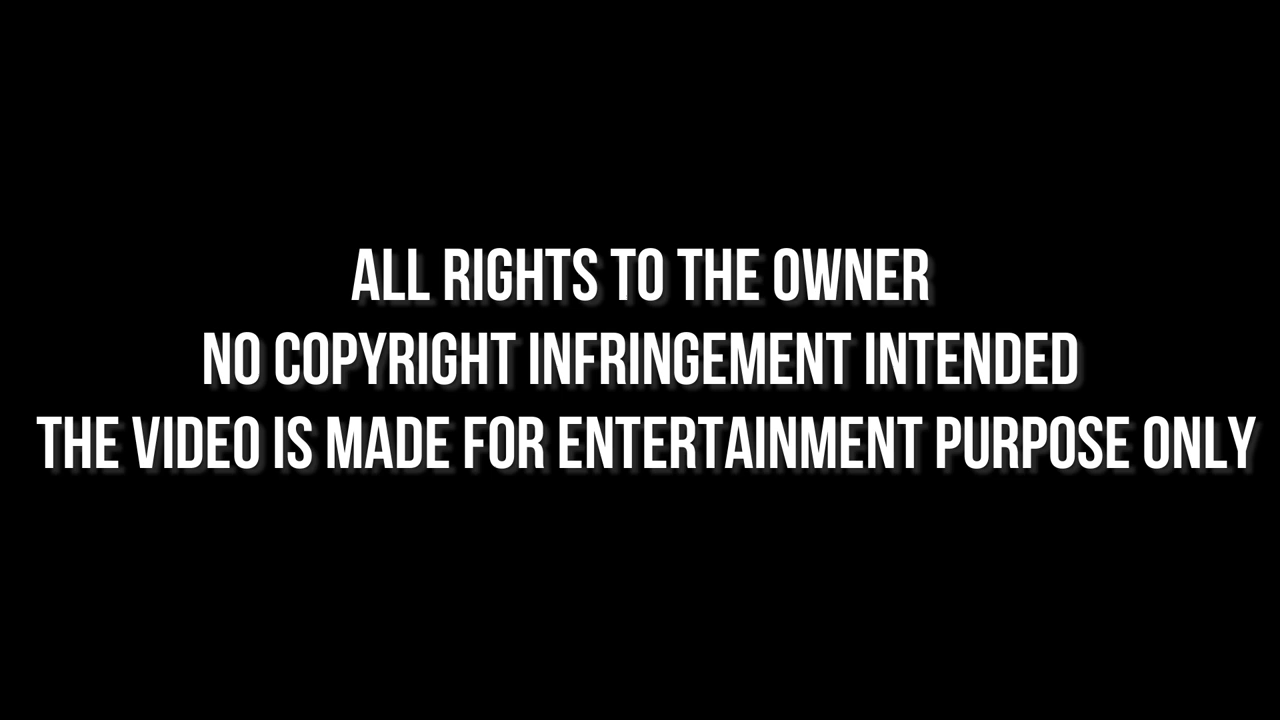 ALL RIGHTS TO THE OWNER
NO COPYRIGHT INFRINGEMENT INTENDED
THE VIDEO IS MADE FOR ENTERTAINMENT PURPOSE ONLY